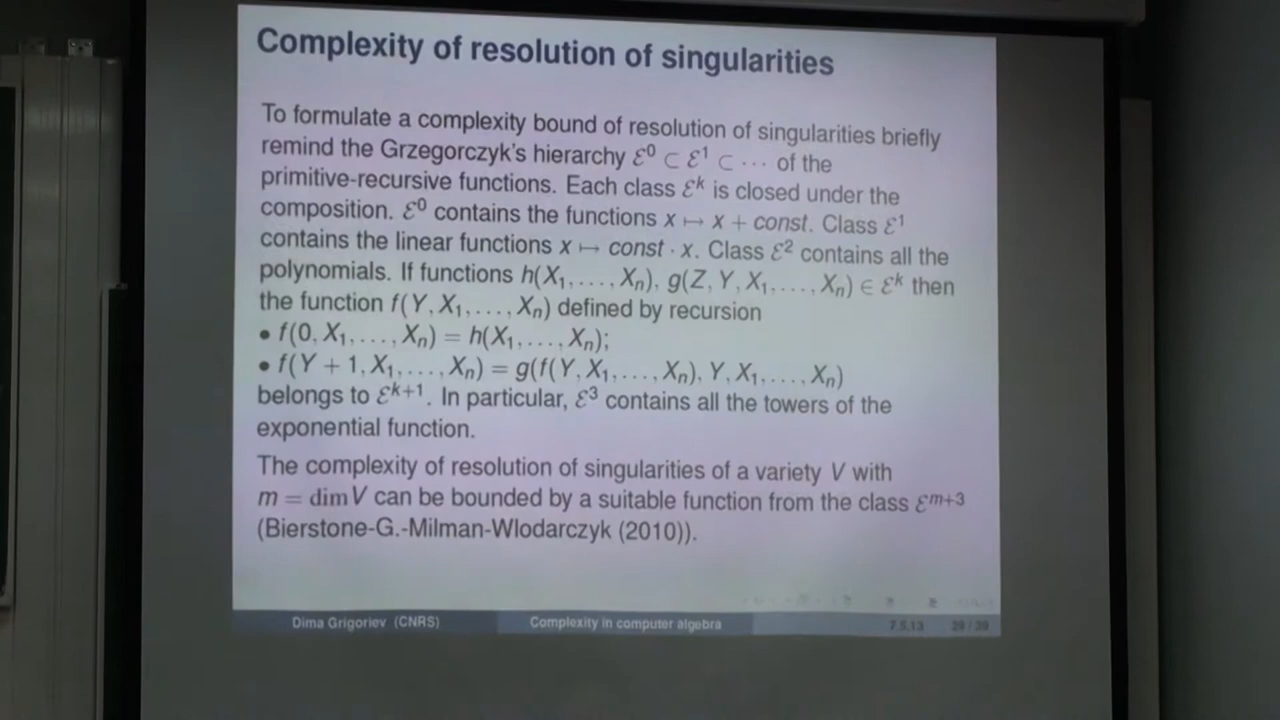 Complexity of resolution of singularities
To formulate a complexity bound of resolution of singularities briefly
remind the Grzegorczyk's hierarchy ℰ⁰ ⊂ ℰ¹ ⊂ ⋯ of the
primitive-recursive functions. Each class ℰᵏ is closed under the
composition. ℰ⁰ contains the functions x ↦ x + const. Class ℰ¹
contains the linear functions x ↦ const · x. Class ℰ² contains all the
polynomials. If functions h(X₁, . . . , Xₙ), g(Z, Y, X₁, . . . , Xₙ) ∈ ℰᵏ then
the function f(Y, X₁, . . . , Xₙ) defined by recursion
• f(0, X₁, . . . , Xₙ) = h(X₁, . . . , Xₙ);
• f(Y + 1, X₁, . . . , Xₙ) = g(f(Y, X₁, . . . , Xₙ), Y, X₁, . . . , Xₙ)
belongs to ℰᵏ⁺¹. In particular, ℰ³ contains all the towers of the
exponential function.
The complexity of resolution of singularities of a variety V with
m = dim V can be bounded by a suitable function from the class ℰᵐ⁺³
(Bierstone-G.-Milman-Wlodarczyk (2010)).
Dima Grigoriev (CNRS) Complexity in computer algebra 7.5.13 29 / 39